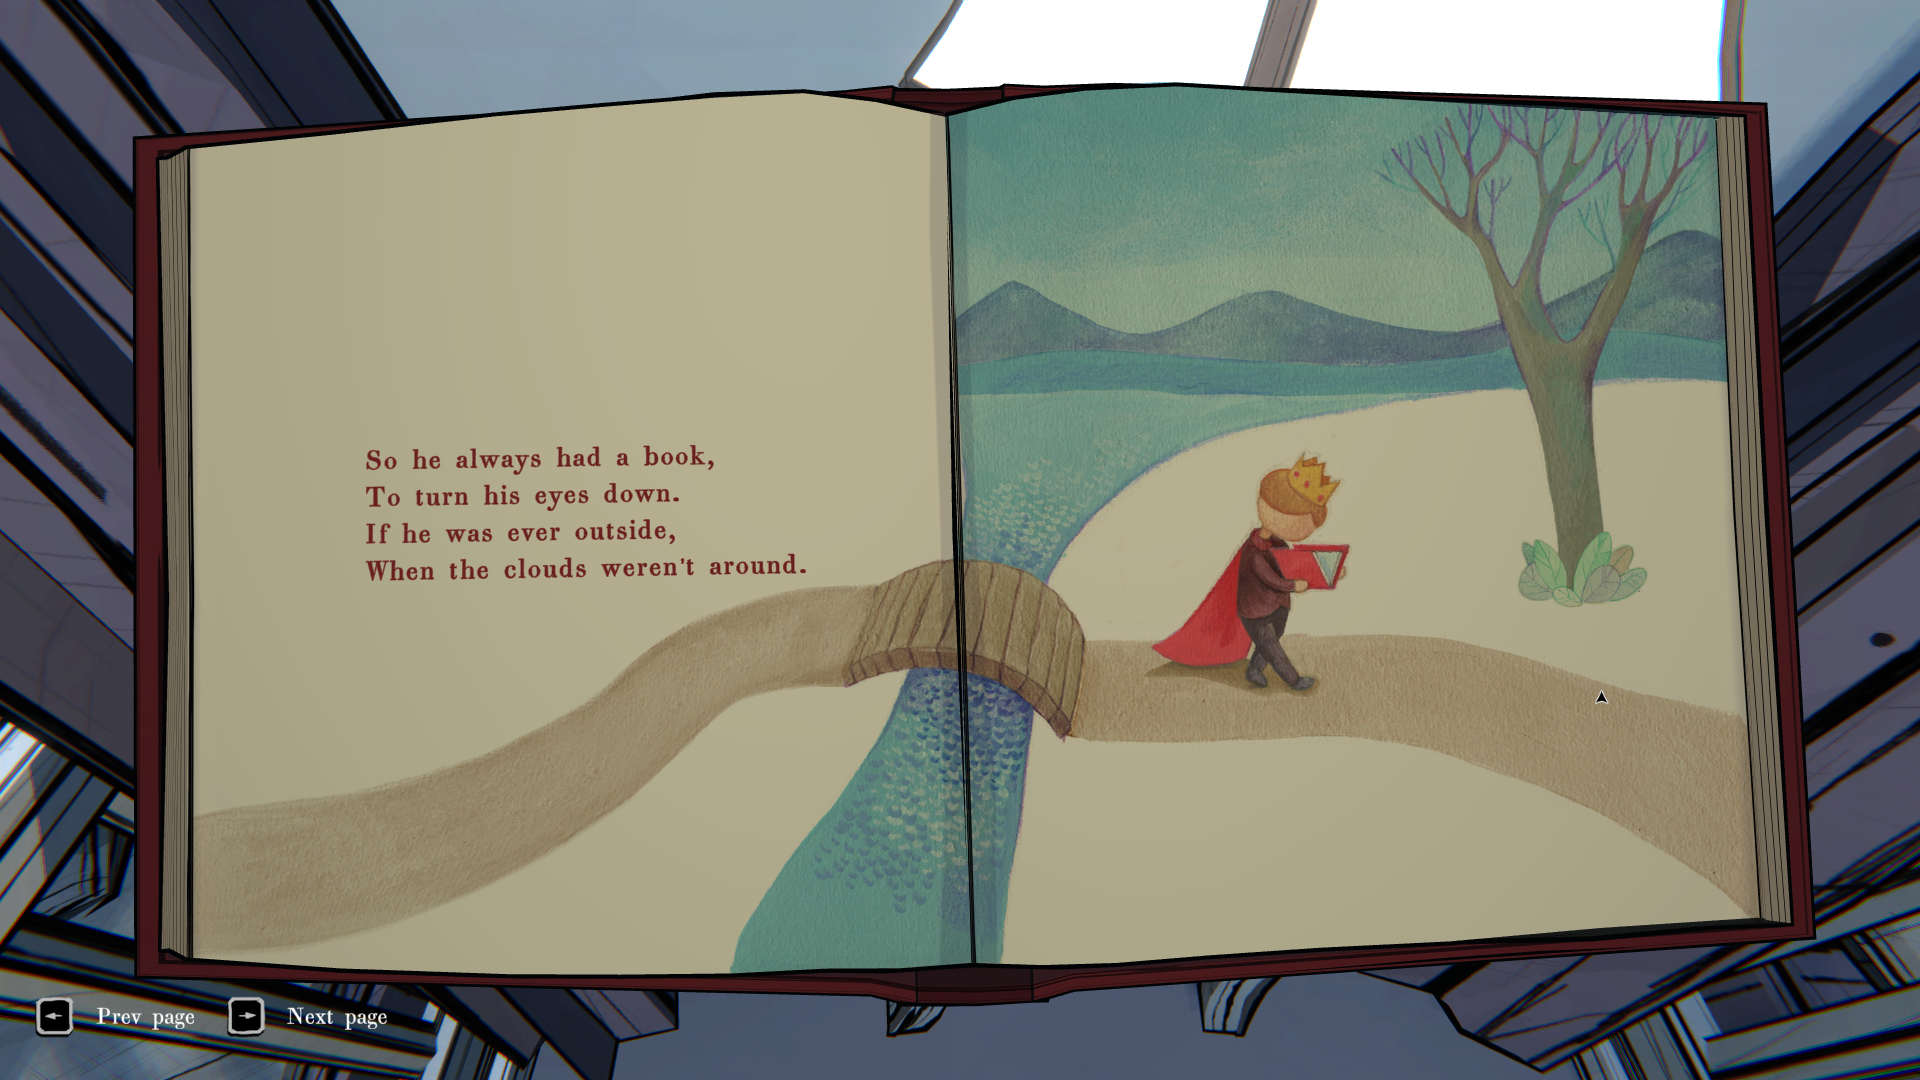 So he always had a book,
To turn his eyes down.
If he was ever outside,
When the clouds weren't around.
Prev page
Next page